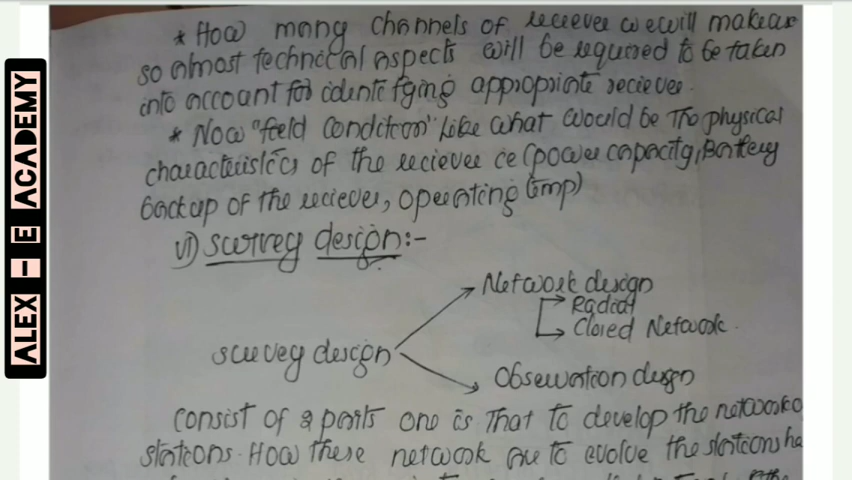 * How many channels of reciever we will make use
so almost technical aspects will be required to be taken
into account for identifying appropriate reciever.
* Now "field condition" like what would be the physical
characteristics of the reciever ie (power capacity, Battery
backup of the reciever, operating temp)
vi) survey design:-
Network design
Radial
Closed Network.
survey design
Observation design
consist of 2 parts one is that to develop the network o
stations. How these network are to evolve the stations ha
ALEX - E ACADEMY